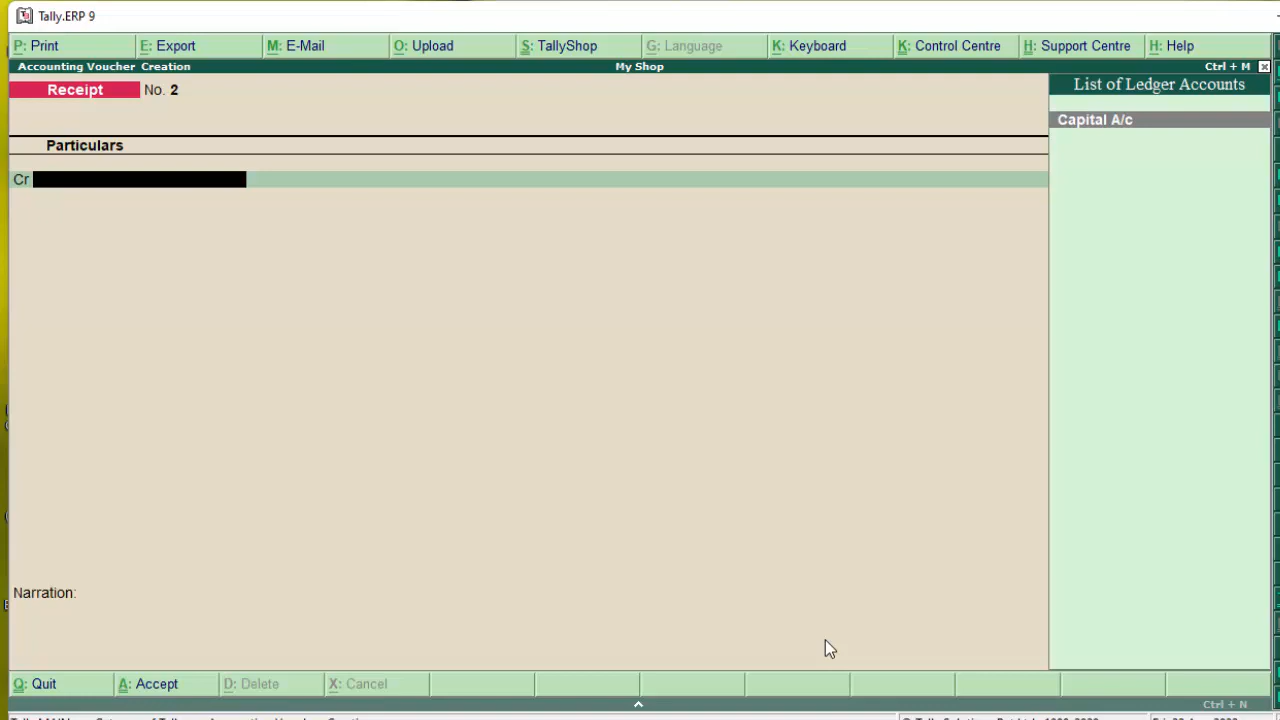 Tally.ERP 9
P: Print E: Export M: E-Mail O: Upload S: TallyShop G: Language K: Keyboard K: Control Centre H: Support Centre H: Help
Accounting Voucher Creation My Shop Ctrl + M
Receipt No. 2
List of Ledger Accounts
Capital A/c
Particulars
Cr
Narration:
Q: Quit A: Accept D: Delete X: Cancel
Ctrl + N